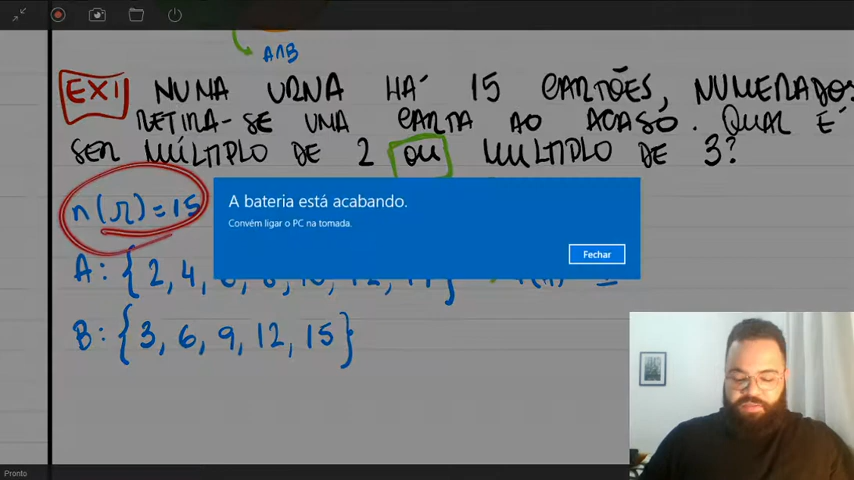 A∩B
EX1 NUMA URNA HÁ 15 CARTÕES, NUMERADOS
RETIRA-SE UMA CARTA AO ACASO. QUAL É
SER MÚLTIPLO DE 2 OU MÚLTIPLO DE 3?
n(Ω)=15
A bateria está acabando.
Convém ligar o PC na tomada.
Fechar
A: {2, 4,
B: {3, 6, 9, 12, 15}
Pronto